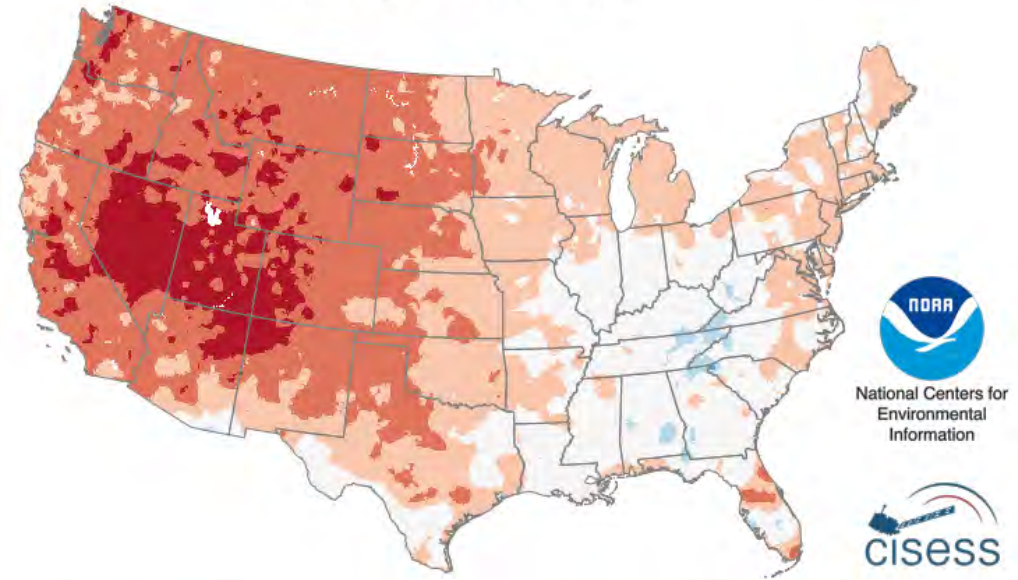 NOAA
National Centers for
Environmental
Information
cisess